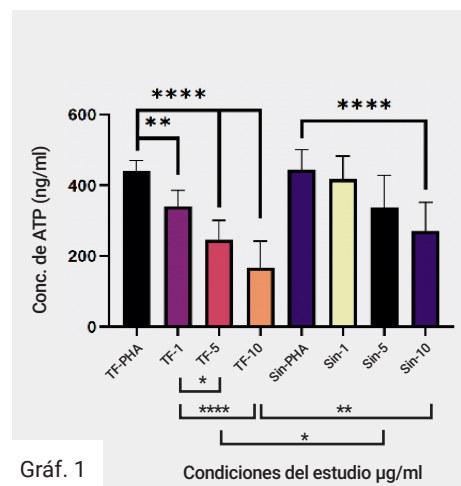 ****
**
****
600
400
200
0
Conc. de ATP (ng/ml)
TF-PHA
TF-1
TF-5
TF-10
Sin-PHA
Sin-1
Sin-5
Sin-10
*
****
**
*
Gráf. 1
Condiciones del estudio µg/ml